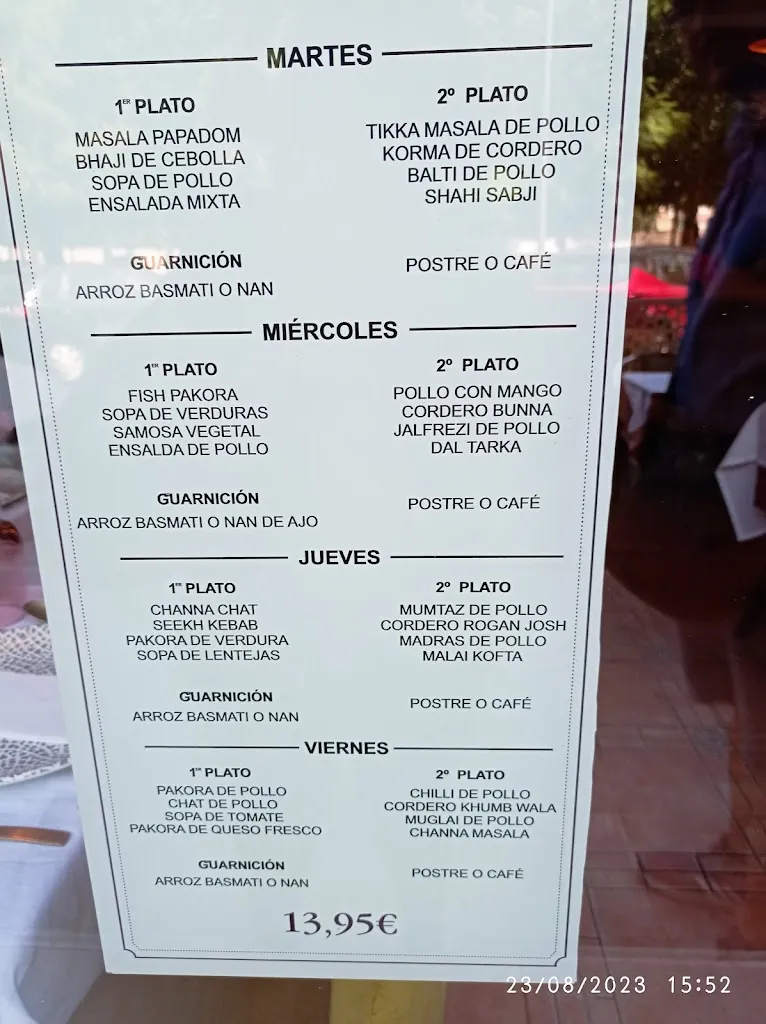 MARTES
1ER PLATO
MASALA PAPADOM
BHAJI DE CEBOLLA
SOPA DE POLLO
ENSALADA MIXTA
2º PLATO
TIKKA MASALA DE POLLO
KORMA DE CORDERO
BALTI DE POLLO
SHAHI SABJI
GUARNICIÓN
ARROZ BASMATI O NAN
POSTRE O CAFÉ
MIÉRCOLES
1ER PLATO
FISH PAKORA
SOPA DE VERDURAS
SAMOSA VEGETAL
ENSALDA DE POLLO
2º PLATO
POLLO CON MANGO
CORDERO BUNNA
JALFREZI DE POLLO
DAL TARKA
GUARNICIÓN
ARROZ BASMATI O NAN DE AJO
POSTRE O CAFÉ
JUEVES
1ER PLATO
CHANNA CHAT
SEEKH KEBAB
PAKORA DE VERDURA
SOPA DE LENTEJAS
2º PLATO
MUMTAZ DE POLLO
CORDERO ROGAN JOSH
MADRAS DE POLLO
MALAI KOFTA
GUARNICIÓN
ARROZ BASMATI O NAN
POSTRE O CAFÉ
VIERNES
1ER PLATO
PAKORA DE POLLO
CHAT DE POLLO
SOPA DE TOMATE
PAKORA DE QUESO FRESCO
2º PLATO
CHILLI DE POLLO
CORDERO KHUMB WALA
MUGLAI DE POLLO
CHANNA MASALA
GUARNICIÓN
ARROZ BASMATI O NAN
POSTRE O CAFÉ
13,95€
23/08/2023 15:52